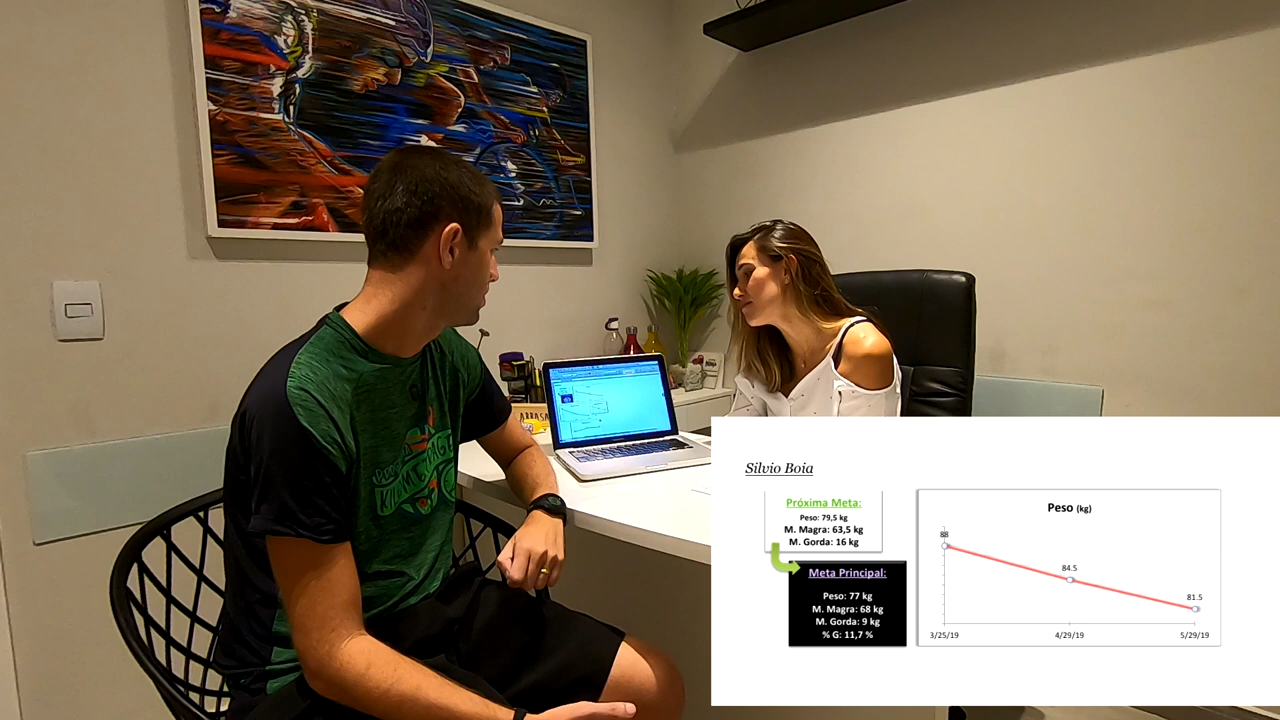 ARRASA
KILOMETRAGE
Silvio Boia
Próxima Meta:
Peso: 79,5 kg
M. Magra: 63,5 kg
M. Gorda: 16 kg
Meta Principal:
Peso: 77 kg
M. Magra: 68 kg
M. Gorda: 9 kg
% G: 11,7 %
Peso (kg)
88
84.5
81.5
3/25/19
4/29/19
5/29/19